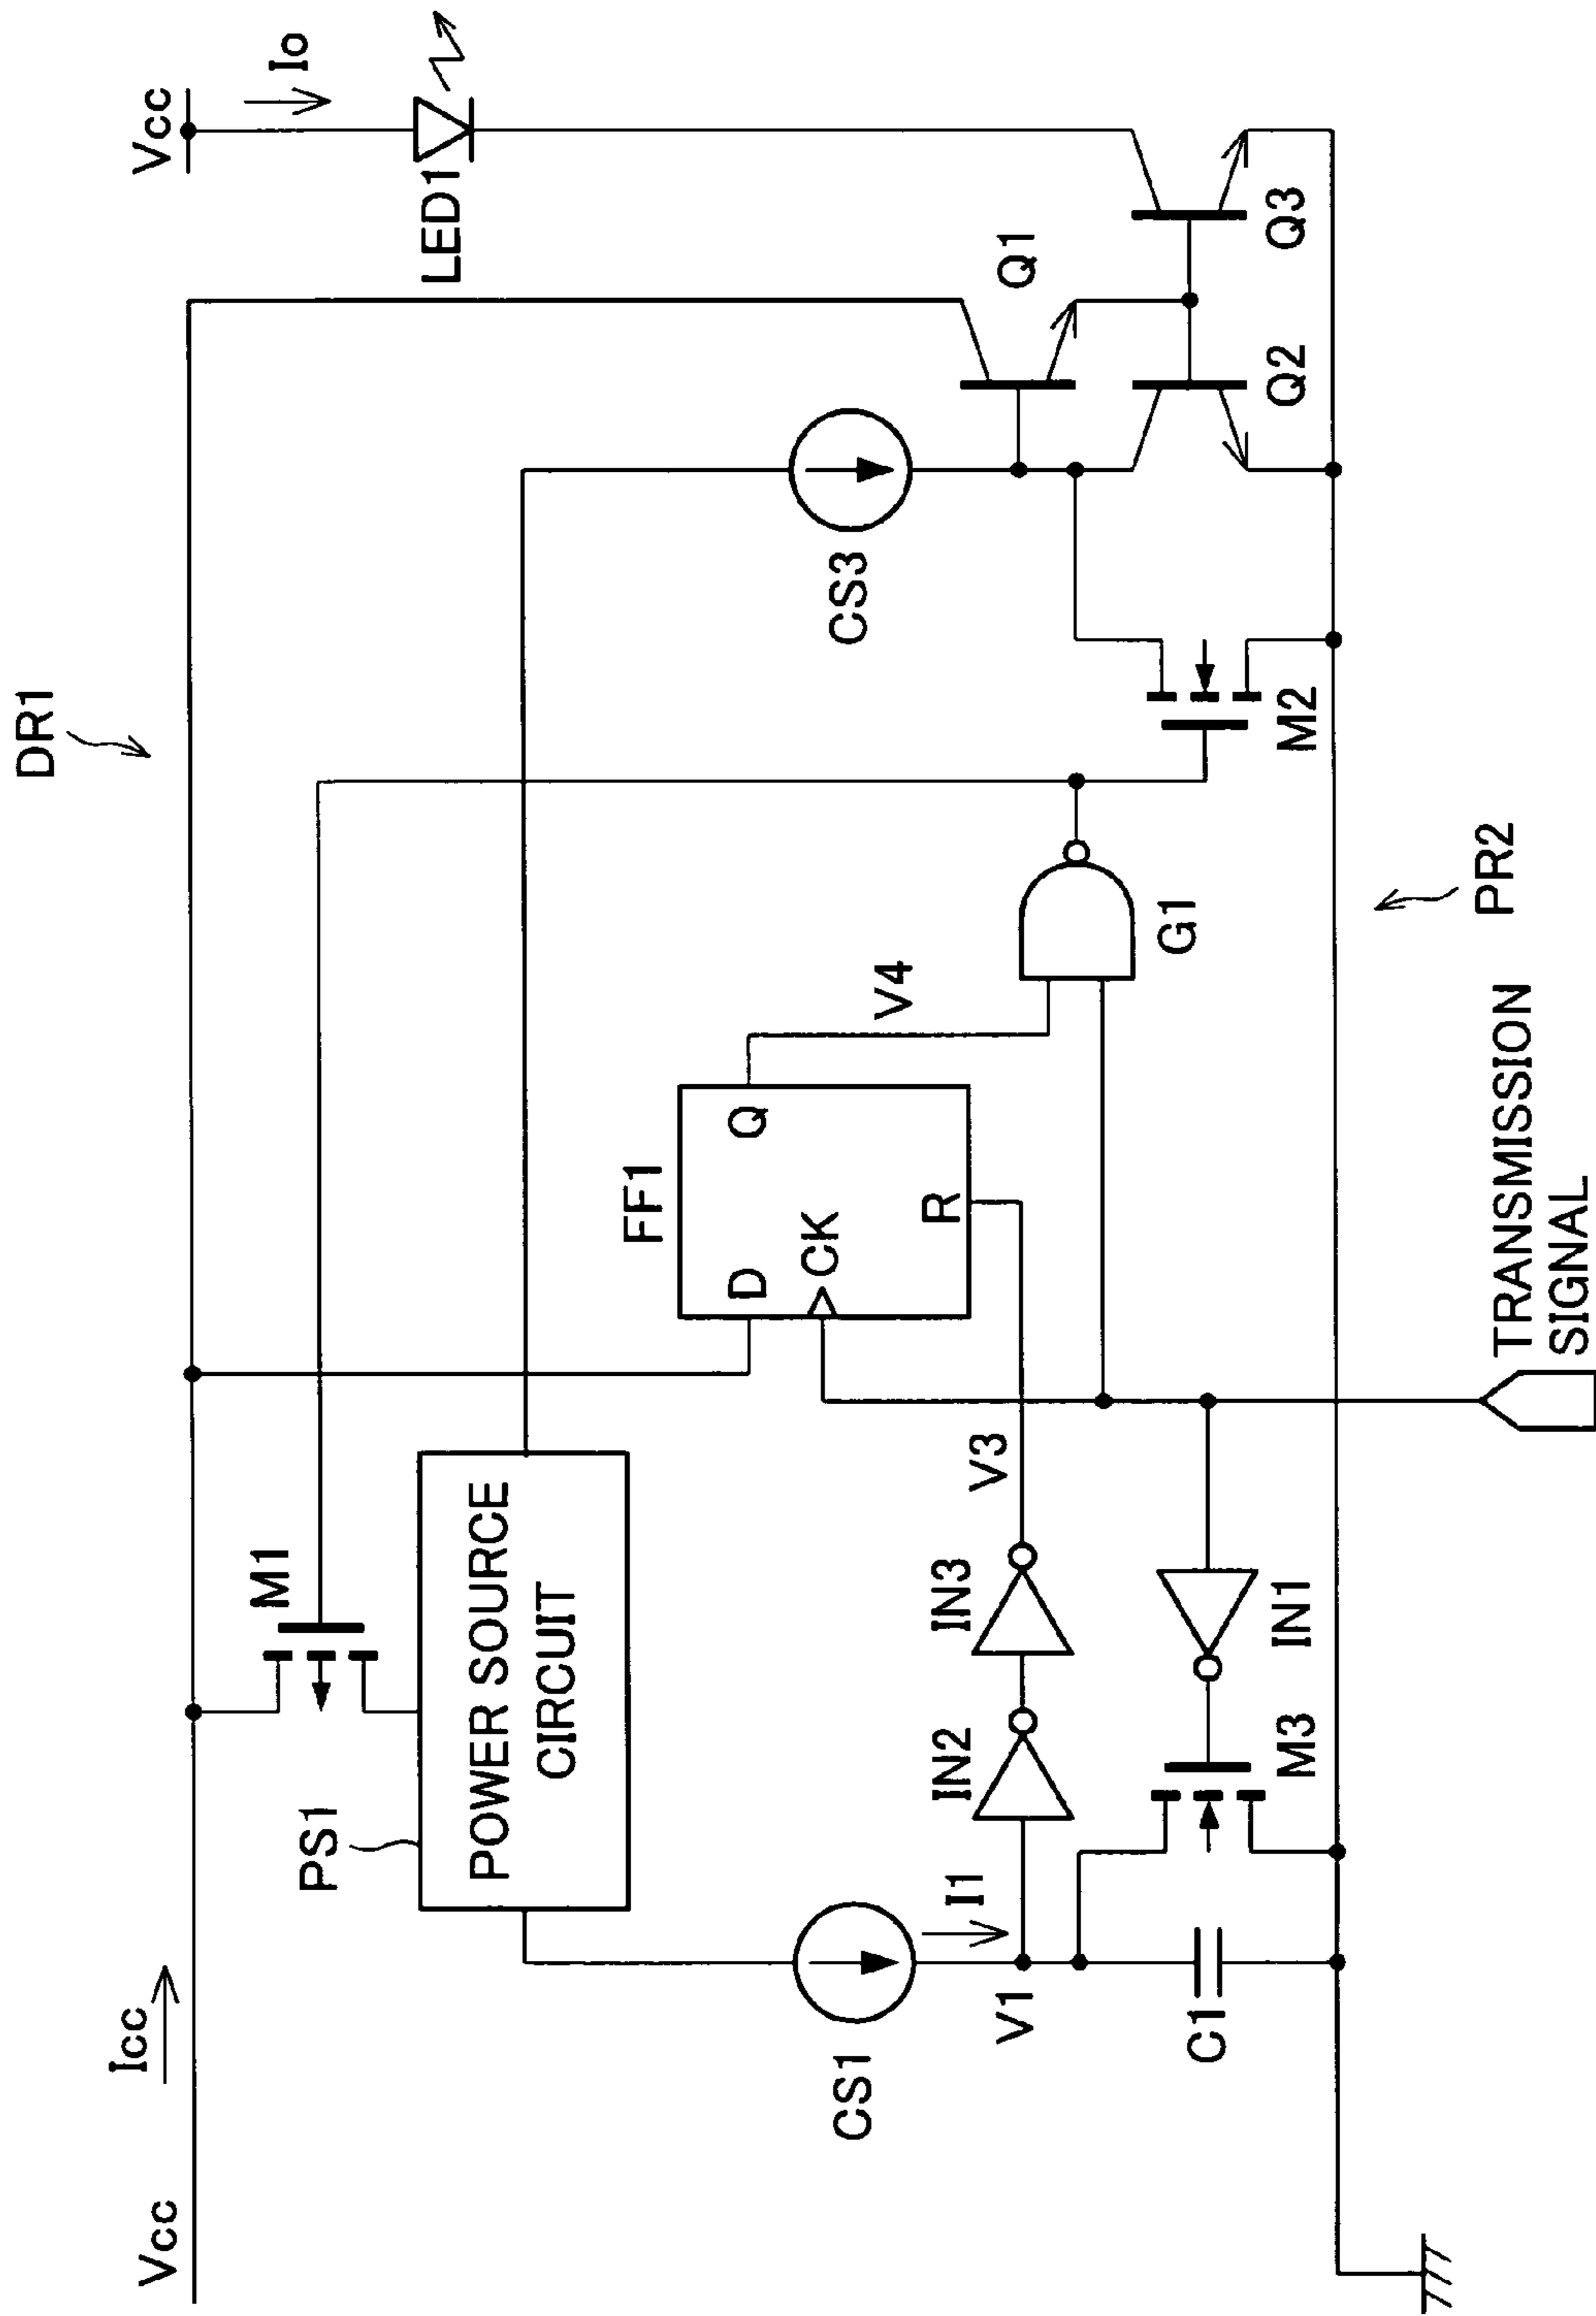 DR1
Vcc
Icc
Vcc
Io
LED1
M1
PS1
POWER SOURCE
CIRCUIT
FF1
D
Q
CK
R
V4
CS1
I1
V1
C1
IN2
IN3
V3
M3
IN1
G1
M2
CS3
Q1
Q2
Q3
PR2
TRANSMISSION
SIGNAL